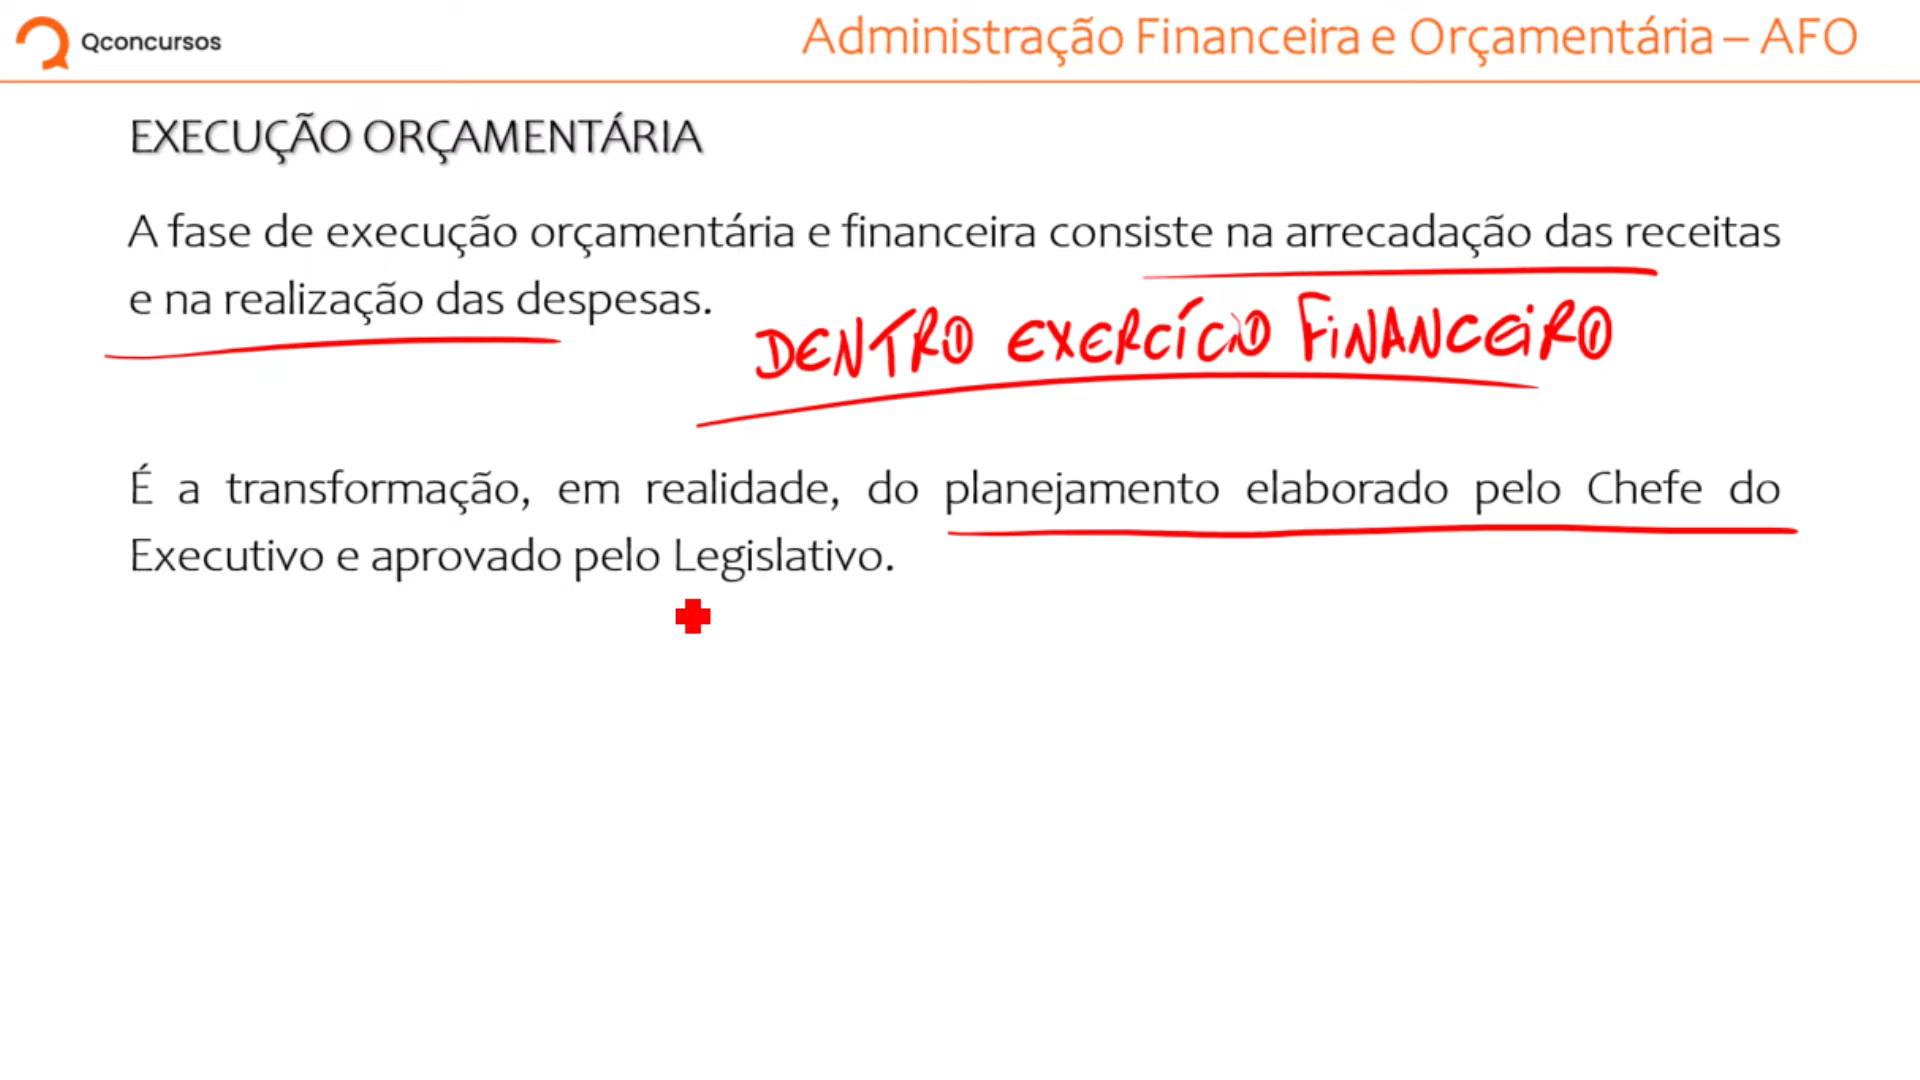 Qconcursos
Administração Financeira e Orçamentária – AFO
EXECUÇÃO ORÇAMENTÁRIA
A fase de execução orçamentária e financeira consiste na arrecadação das receitas
e na realização das despesas.
DENTRO EXERCÍCIO FINANCEIRO
É a transformação, em realidade, do planejamento elaborado pelo Chefe do
Executivo e aprovado pelo Legislativo.